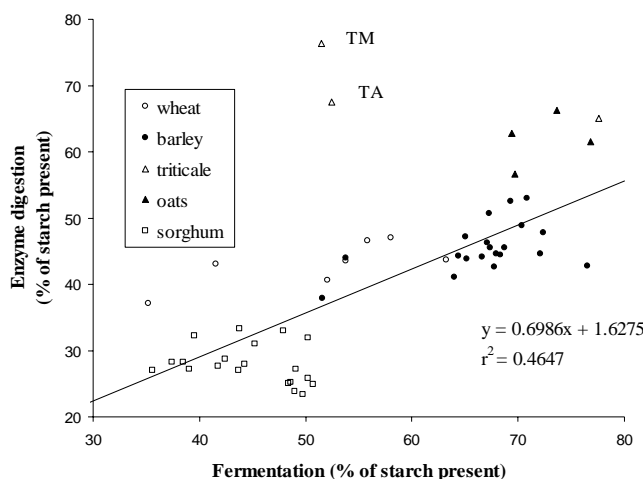 80
TM
70
TA
wheat
barley
triticale
oats
sorghum
60
50
40
30
20
Enzyme digestion
(% of starch present)
y = 0.6986x + 1.6275
r² = 0.4647
30 40 50 60 70 80
Fermentation (% of starch present)